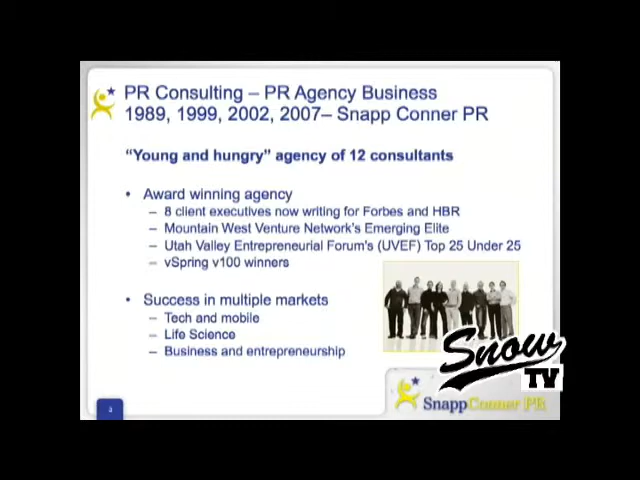 PR Consulting – PR Agency Business
1989, 1999, 2002, 2007– Snapp Conner PR
“Young and hungry” agency of 12 consultants
• Award winning agency
– 8 client executives now writing for Forbes and HBR
– Mountain West Venture Network's Emerging Elite
– Utah Valley Entrepreneurial Forum's (UVEF) Top 25 Under 25
– vSpring v100 winners
• Success in multiple markets
– Tech and mobile
– Life Science
– Business and entrepreneurship
Snow
TV
SnappConner PR
3